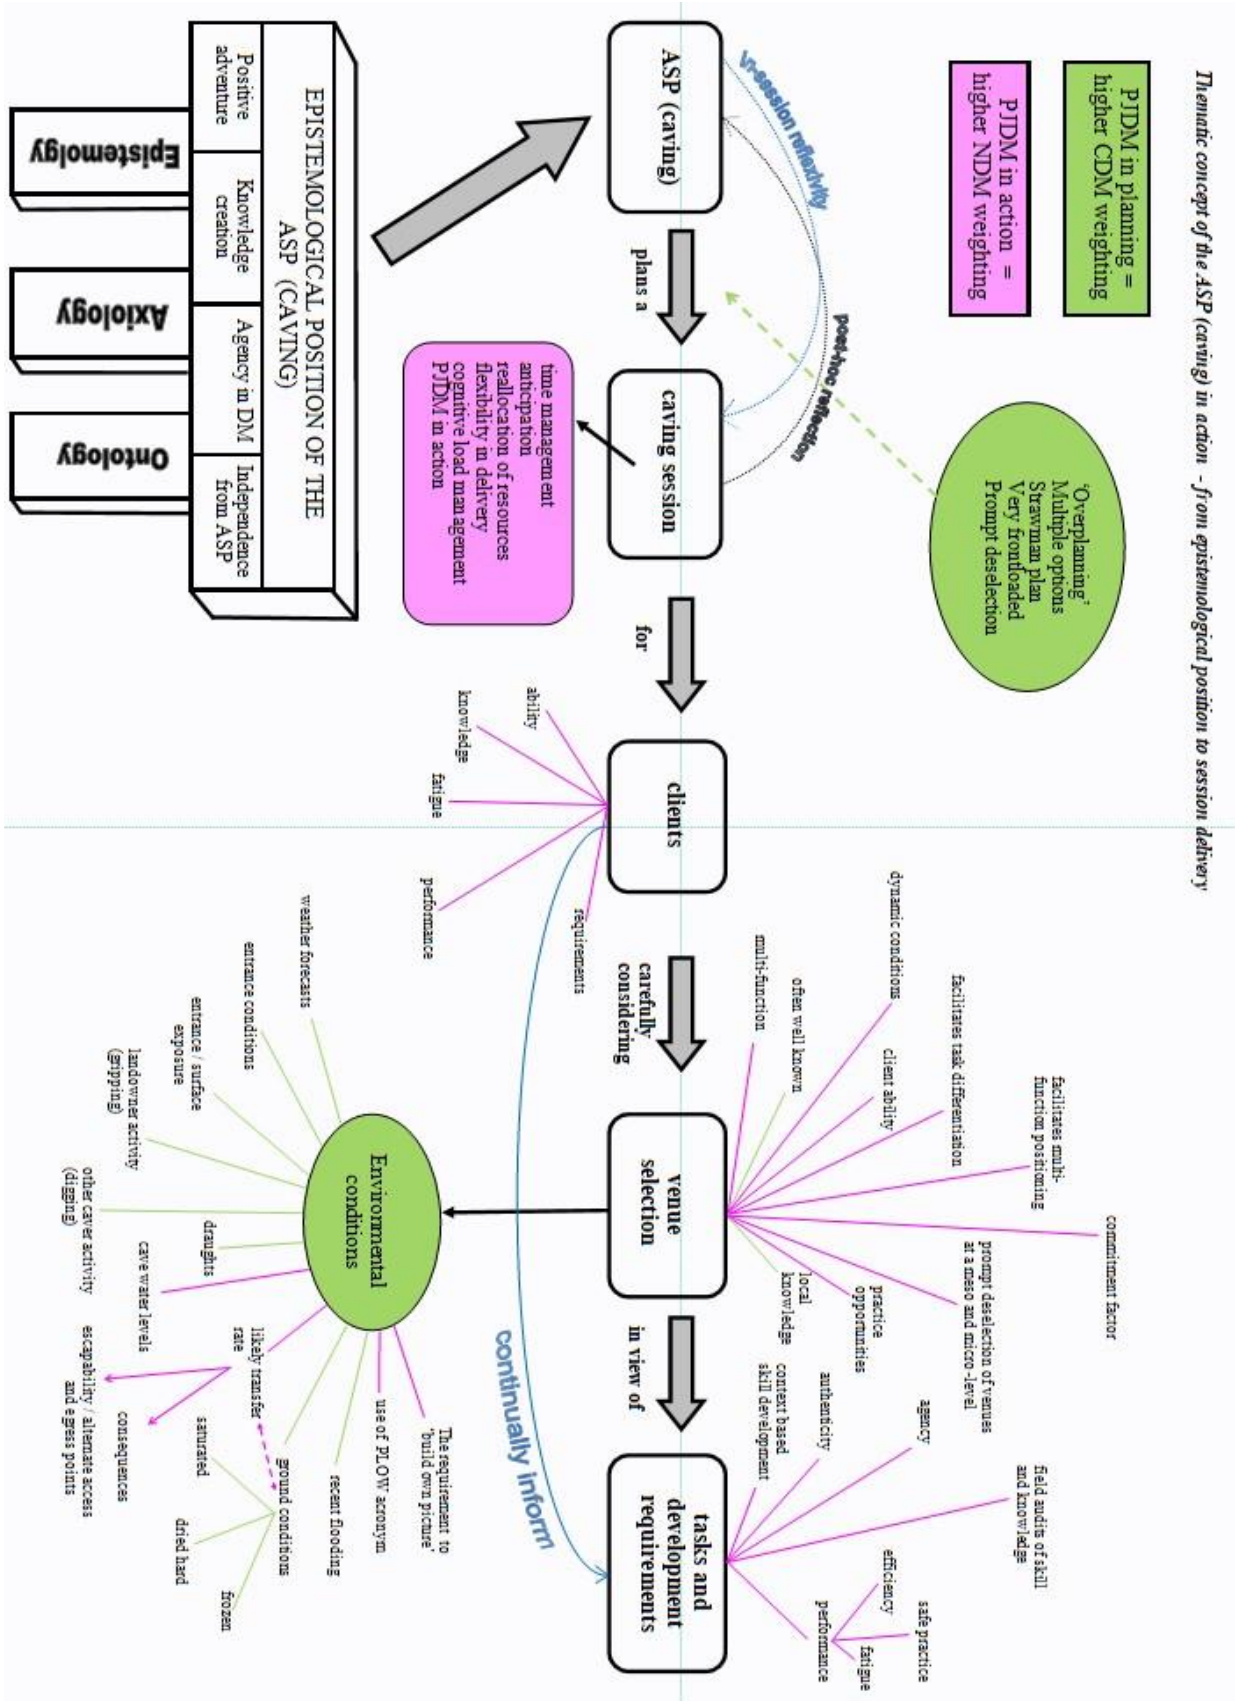 Thematic concept of the ASP (caving) in action - from epistemological position to session delivery
PJDM in planning =
higher CDM weighting
PJDM in action =
higher NDM weighting
'Overplanning'
Multiple options
Strawman plan
Very frontloaded
Prompt deselection
In-session reflexivity
post-hoc reflection
ASP (caving)
plans a
caving session
for
clients
carefully
considering
venue
selection
in view of
tasks and
development
requirements
time management
anticipation
reallocation of resources
flexibility in delivery
cognitive load management
PJDM in action
ability
knowledge
fatigue
performance
requirements
continually inform
multi-function
often well known
dynamic conditions
client ability
facilitates task differentiation
facilitates multi-
function positioning
commitment factor
prompt deselection of venues
at a meso and micro-level
practice
opportunities
local
knowledge
context based
skill development
authenticity
agency
field audits of skill
and knowledge
efficiency
safe practice
fatigue
performance
Environmental
conditions
weather forecasts
entrance conditions
entrance / surface
exposure
landowner activity
(gripping)
other caver activity
(digging)
draughts
cave water levels
likely transfer
rate
escapability / alternate access
and egress points
consequences
ground conditions
saturated
dried hard
frozen
recent flooding
use of PLOW acronym
The requirement to
'build own picture'
EPISTEMOLOGICAL POSITION OF THE
ASP (CAVING)
Positive
adventure
Knowledge
creation
Agency in DM
Independence
from ASP
Epistemolgy
Axiology
Ontology